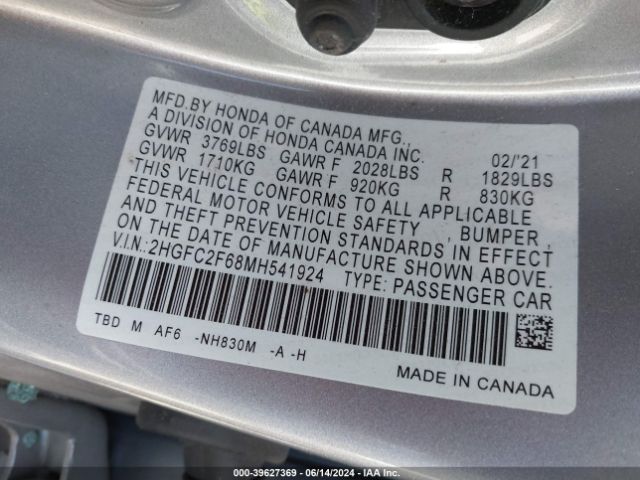 MFD.BY HONDA OF CANADA MFG.,
A DIVISION OF HONDA CANADA INC. 02/'21
GVWR 3769LBS GAWR F 2028LBS R 1829LBS
GVWR 1710KG GAWR F 920KG R 830KG
THIS VEHICLE CONFORMS TO ALL APPLICABLE
FEDERAL MOTOR VEHICLE SAFETY , BUMPER,
AND THEFT PREVENTION STANDARDS IN EFFECT
ON THE DATE OF MANUFACTURE SHOWN ABOVE.
V.I.N.:2HGFC2F68MH541924 TYPE: PASSENGER CAR
TBD M AF6 -NH830M -A -H
MADE IN CANADA
000-39627369 - 06/14/2024 - IAA Inc.